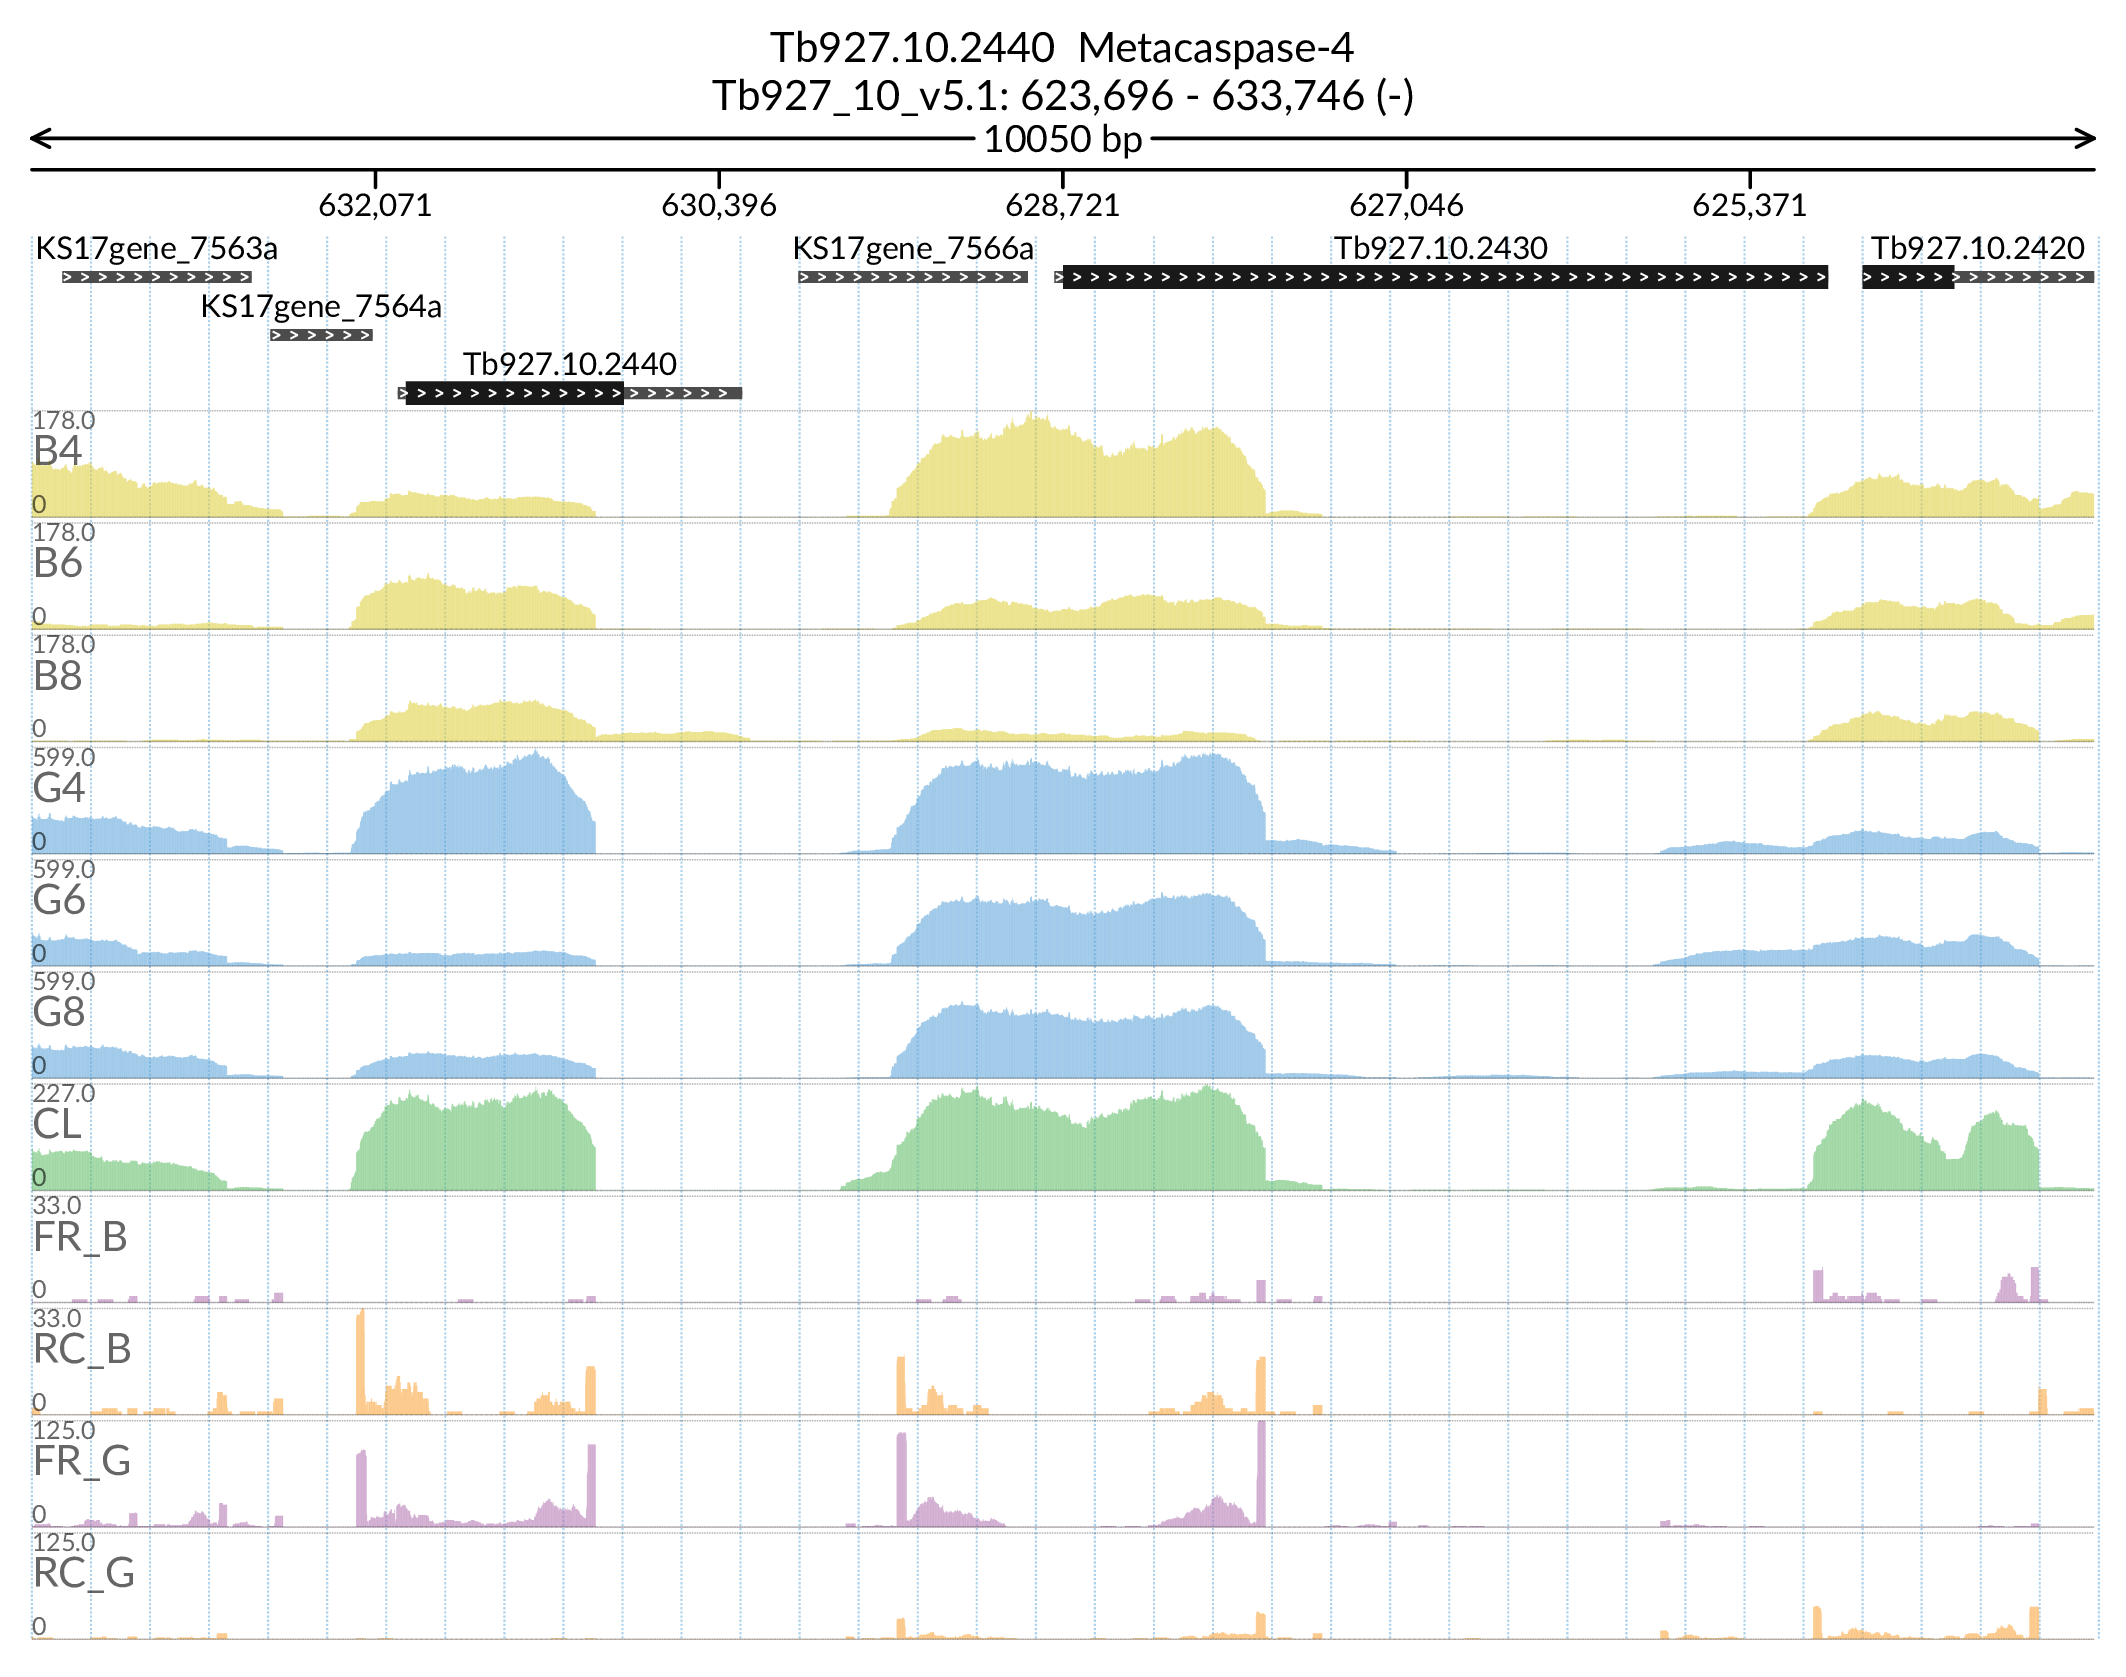 Tb927.10.2440  Metacaspase-4
Tb927_10_v5.1: 623,696 - 633,746 (-)
10050 bp
632,071 630,396 628,721 627,046 625,371
KS17gene_7563a KS17gene_7566a Tb927.10.2430 Tb927.10.2420
KS17gene_7564a
Tb927.10.2440
178.0
B4
0
178.0
B6
0
178.0
B8
0
599.0
G4
0
599.0
G6
0
599.0
G8
0
227.0
CL
0
33.0
FR_B
0
33.0
RC_B
0
125.0
FR_G
0
125.0
RC_G
0